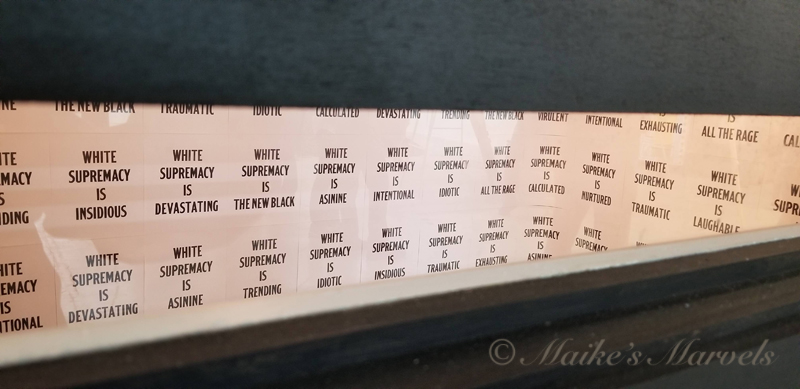 THE NEW BLACK
TRAUMATIC
IDIOTIC
CALCULATED
DEVASTATING
TRENDING
THE NEW BLACK
VIRULENT
INTENTIONAL
IS
EXHAUSTING
IS
ALL THE RAGE
WHITE
SUPREMACY
IS
INSIDIOUS
WHITE
SUPREMACY
IS
DEVASTATING
WHITE
SUPREMACY
IS
THE NEW BLACK
WHITE
SUPREMACY
IS
ASININE
WHITE
SUPREMACY
IS
INTENTIONAL
WHITE
SUPREMACY
IS
IDIOTIC
WHITE
SUPREMACY
IS
ALL THE RAGE
WHITE
SUPREMACY
IS
CALCULATED
WHITE
SUPREMACY
IS
NURTURED
WHITE
SUPREMACY
IS
TRAUMATIC
WHITE
SUPREMACY
IS
LAUGHABLE
WHITE
SUPREMACY
IS
DEVASTATING
WHITE
SUPREMACY
IS
ASININE
WHITE
SUPREMACY
IS
TRENDING
WHITE
SUPREMACY
IS
IDIOTIC
WHITE
SUPREMACY
IS
INSIDIOUS
WHITE
SUPREMACY
IS
TRAUMATIC
WHITE
SUPREMACY
IS
EXHAUSTING
WHITE
SUPREMACY
IS
ASININE
WHITE
SUPREMACY
© Maike's Marvels